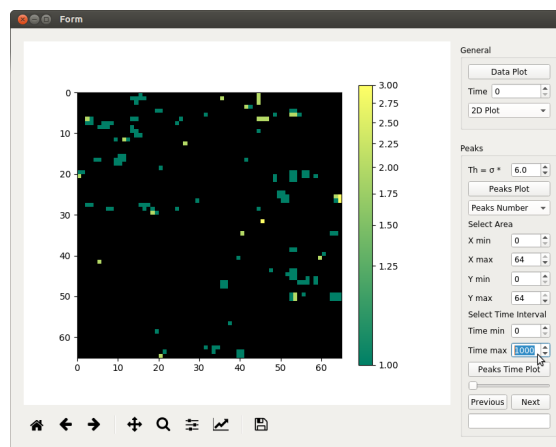 Form
General
Data Plot
Time 0
2D Plot
Peaks
Th = σ * 6.0
Peaks Plot
Peaks Number
Select Area
X min 0
X max 64
Y min 0
Y max 64
Select Time Interval
Time min 0
Time max 1000
Peaks Time Plot
Previous Next
0
10
20
30
40
50
60
0 10 20 30 40 50 60
3.00
2.75
2.50
2.25
2.00
1.75
1.50
1.25
1.00